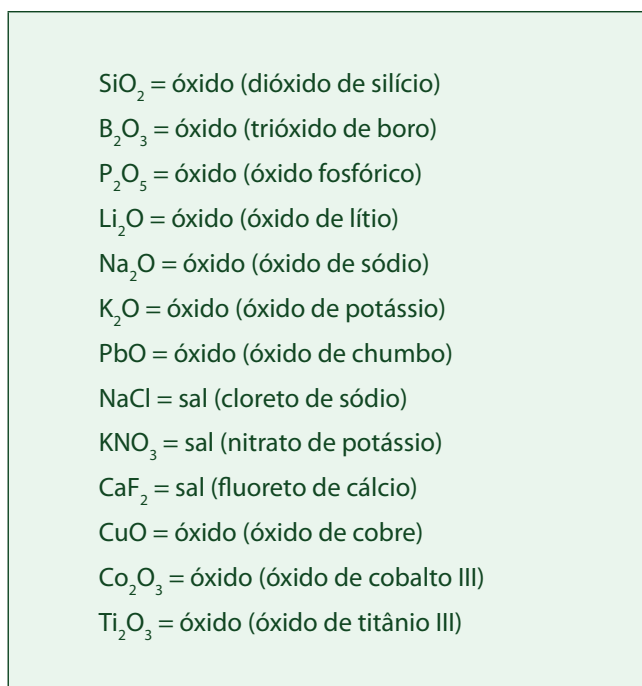 SiO₂ = óxido (dióxido de silício)
B₂O₃ = óxido (trióxido de boro)
P₂O₅ = óxido (óxido fosfórico)
Li₂O = óxido (óxido de lítio)
Na₂O = óxido (óxido de sódio)
K₂O = óxido (óxido de potássio)
PbO = óxido (óxido de chumbo)
NaCl = sal (cloreto de sódio)
KNO₃ = sal (nitrato de potássio)
CaF₂ = sal (fluoreto de cálcio)
CuO = óxido (óxido de cobre)
Co₂O₃ = óxido (óxido de cobalto III)
Ti₂O₃ = óxido (óxido de titânio III)